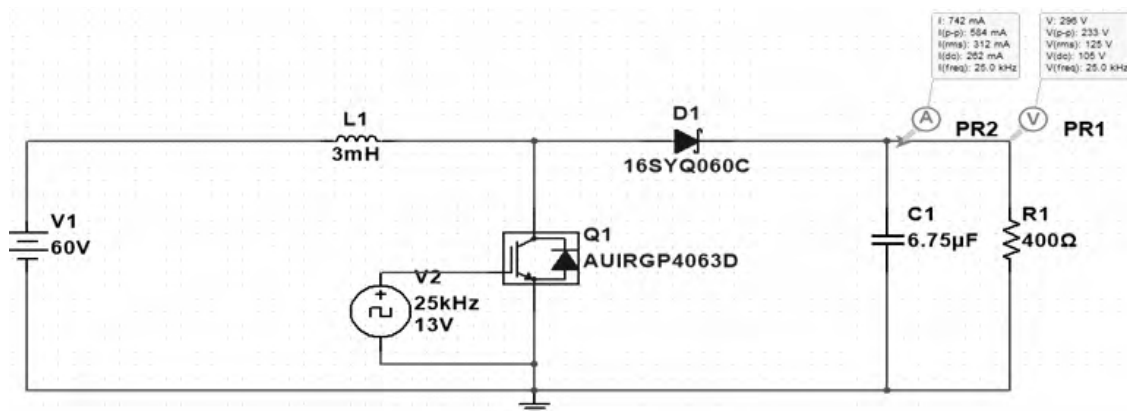 I: 742 mA
I(p-p): 584 mA
I(rms): 312 mA
I(dc): 262 mA
I(freq): 25.0 kHz
V: 296 V
V(p-p): 233 V
V(rms): 125 V
V(dc): 105 V
V(freq): 25.0 kHz
A
PR2
V
PR1
L1
3mH
D1
16SYQ060C
V1
60V
Q1
AUIRGP4063D
V2
25kHz
13V
C1
6.75µF
R1
400Ω